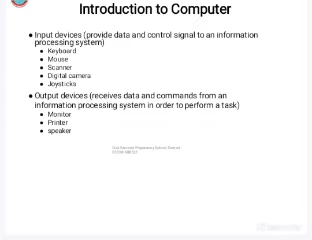 Introduction to Computer
● Input devices (provide data and control signal to an information
processing system)
● Keyboard
● Mouse
● Scanner
● Digital camera
● Joysticks
● Output devices (receives data and commands from an
information processing system in order to perform a task)
● Monitor
● Printer
● speaker